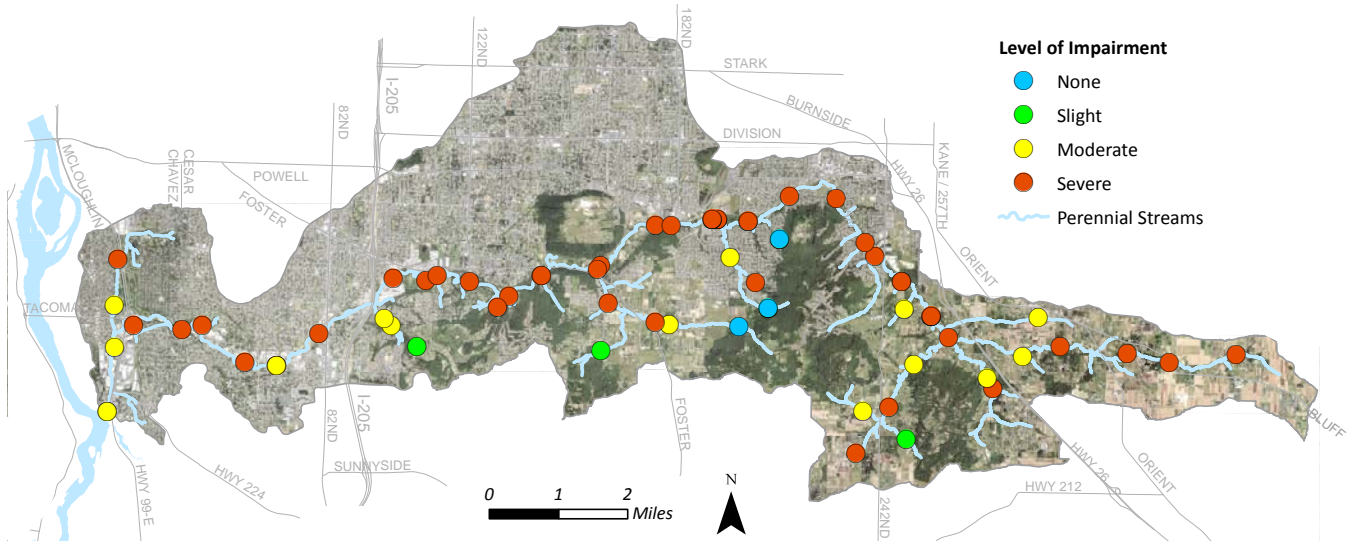 182ND
122ND
Level of Impairment
None
Slight
Moderate
Severe
Perennial Streams
STARK
I-205
BURNSIDE
82ND
DIVISION
MCLOUGHLIN
CESAR
CHAVEZ
POWELL
FOSTER
HWY 26
KANE / 257TH
ORIENT
TACOMA
82ND
I-205
FOSTER
BLUFF
SUNNYSIDE
HWY 99-E
HWY 224
N
0 1 2
Miles
242ND
HWY 212
HWY 26
ORIENT